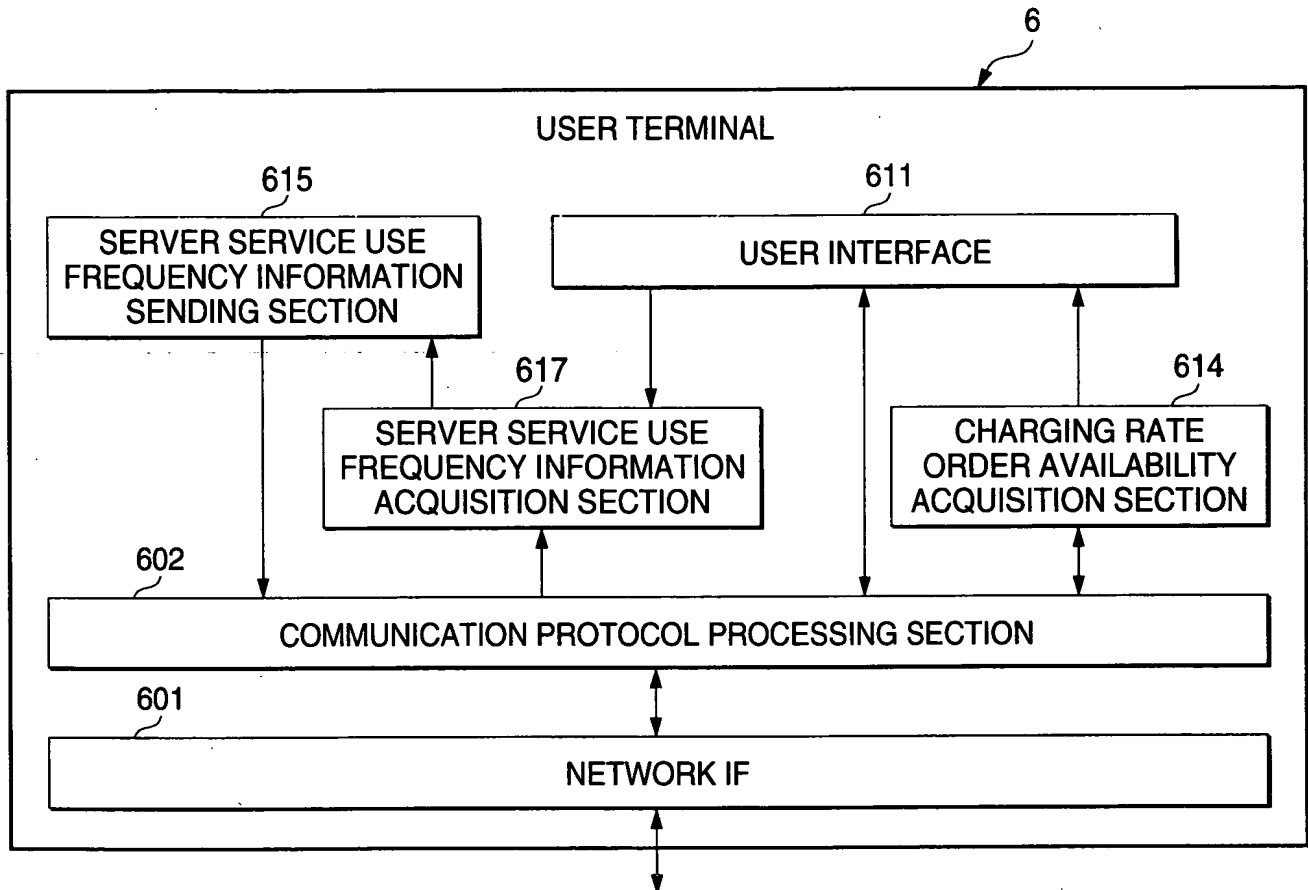 6
USER TERMINAL
615
SERVER SERVICE USE
FREQUENCY INFORMATION
SENDING SECTION
611
USER INTERFACE
617
SERVER SERVICE USE
FREQUENCY INFORMATION
ACQUISITION SECTION
614
CHARGING RATE
ORDER AVAILABILITY
ACQUISITION SECTION
602
COMMUNICATION PROTOCOL PROCESSING SECTION
601
NETWORK IF